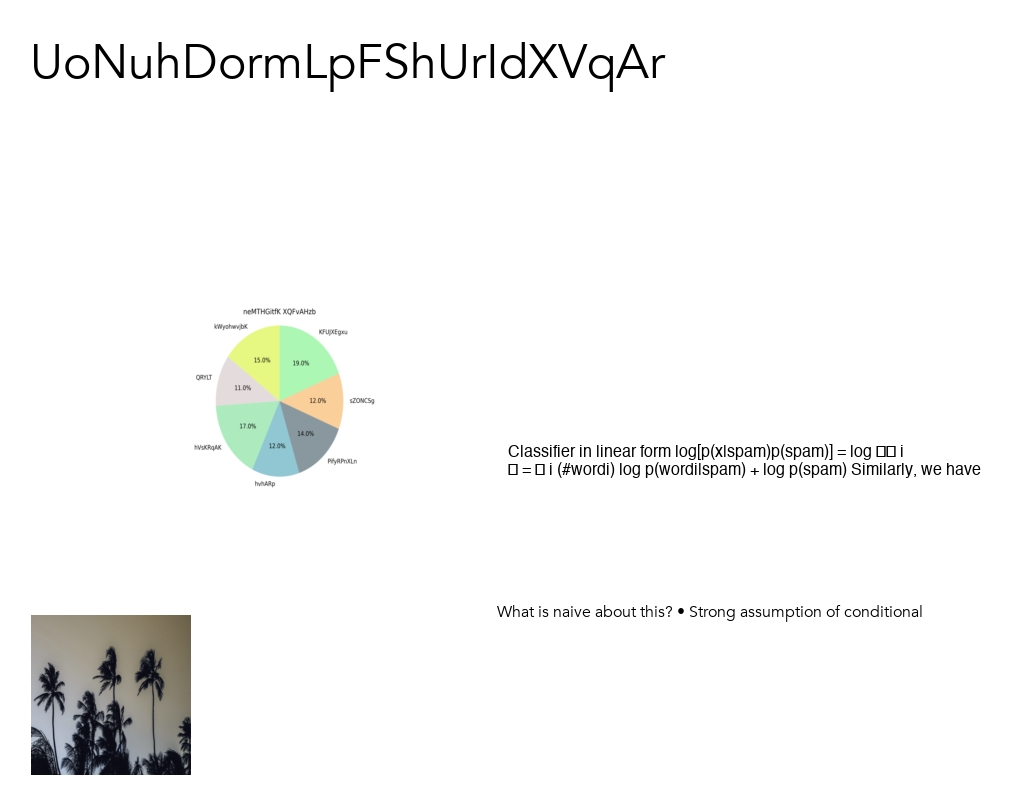 UoNuhDormLpFShUrIdXVqAr
neMTHGitfK XQFvAHzb
kWyohwvjbK
KFUJXEgxu
15.0%
19.0%
QRYLT
11.0%
12.0%
sZONCSg
17.0%
14.0%
hVsKRqAK
12.0%
PifyRPnXLn
hvhARp
Classifier in linear form log[p(x|spam)p(spam)] = log □□ i
□ = □ i (#wordi) log p(wordi|spam) + log p(spam) Similarly, we have
What is naive about this? • Strong assumption of conditional